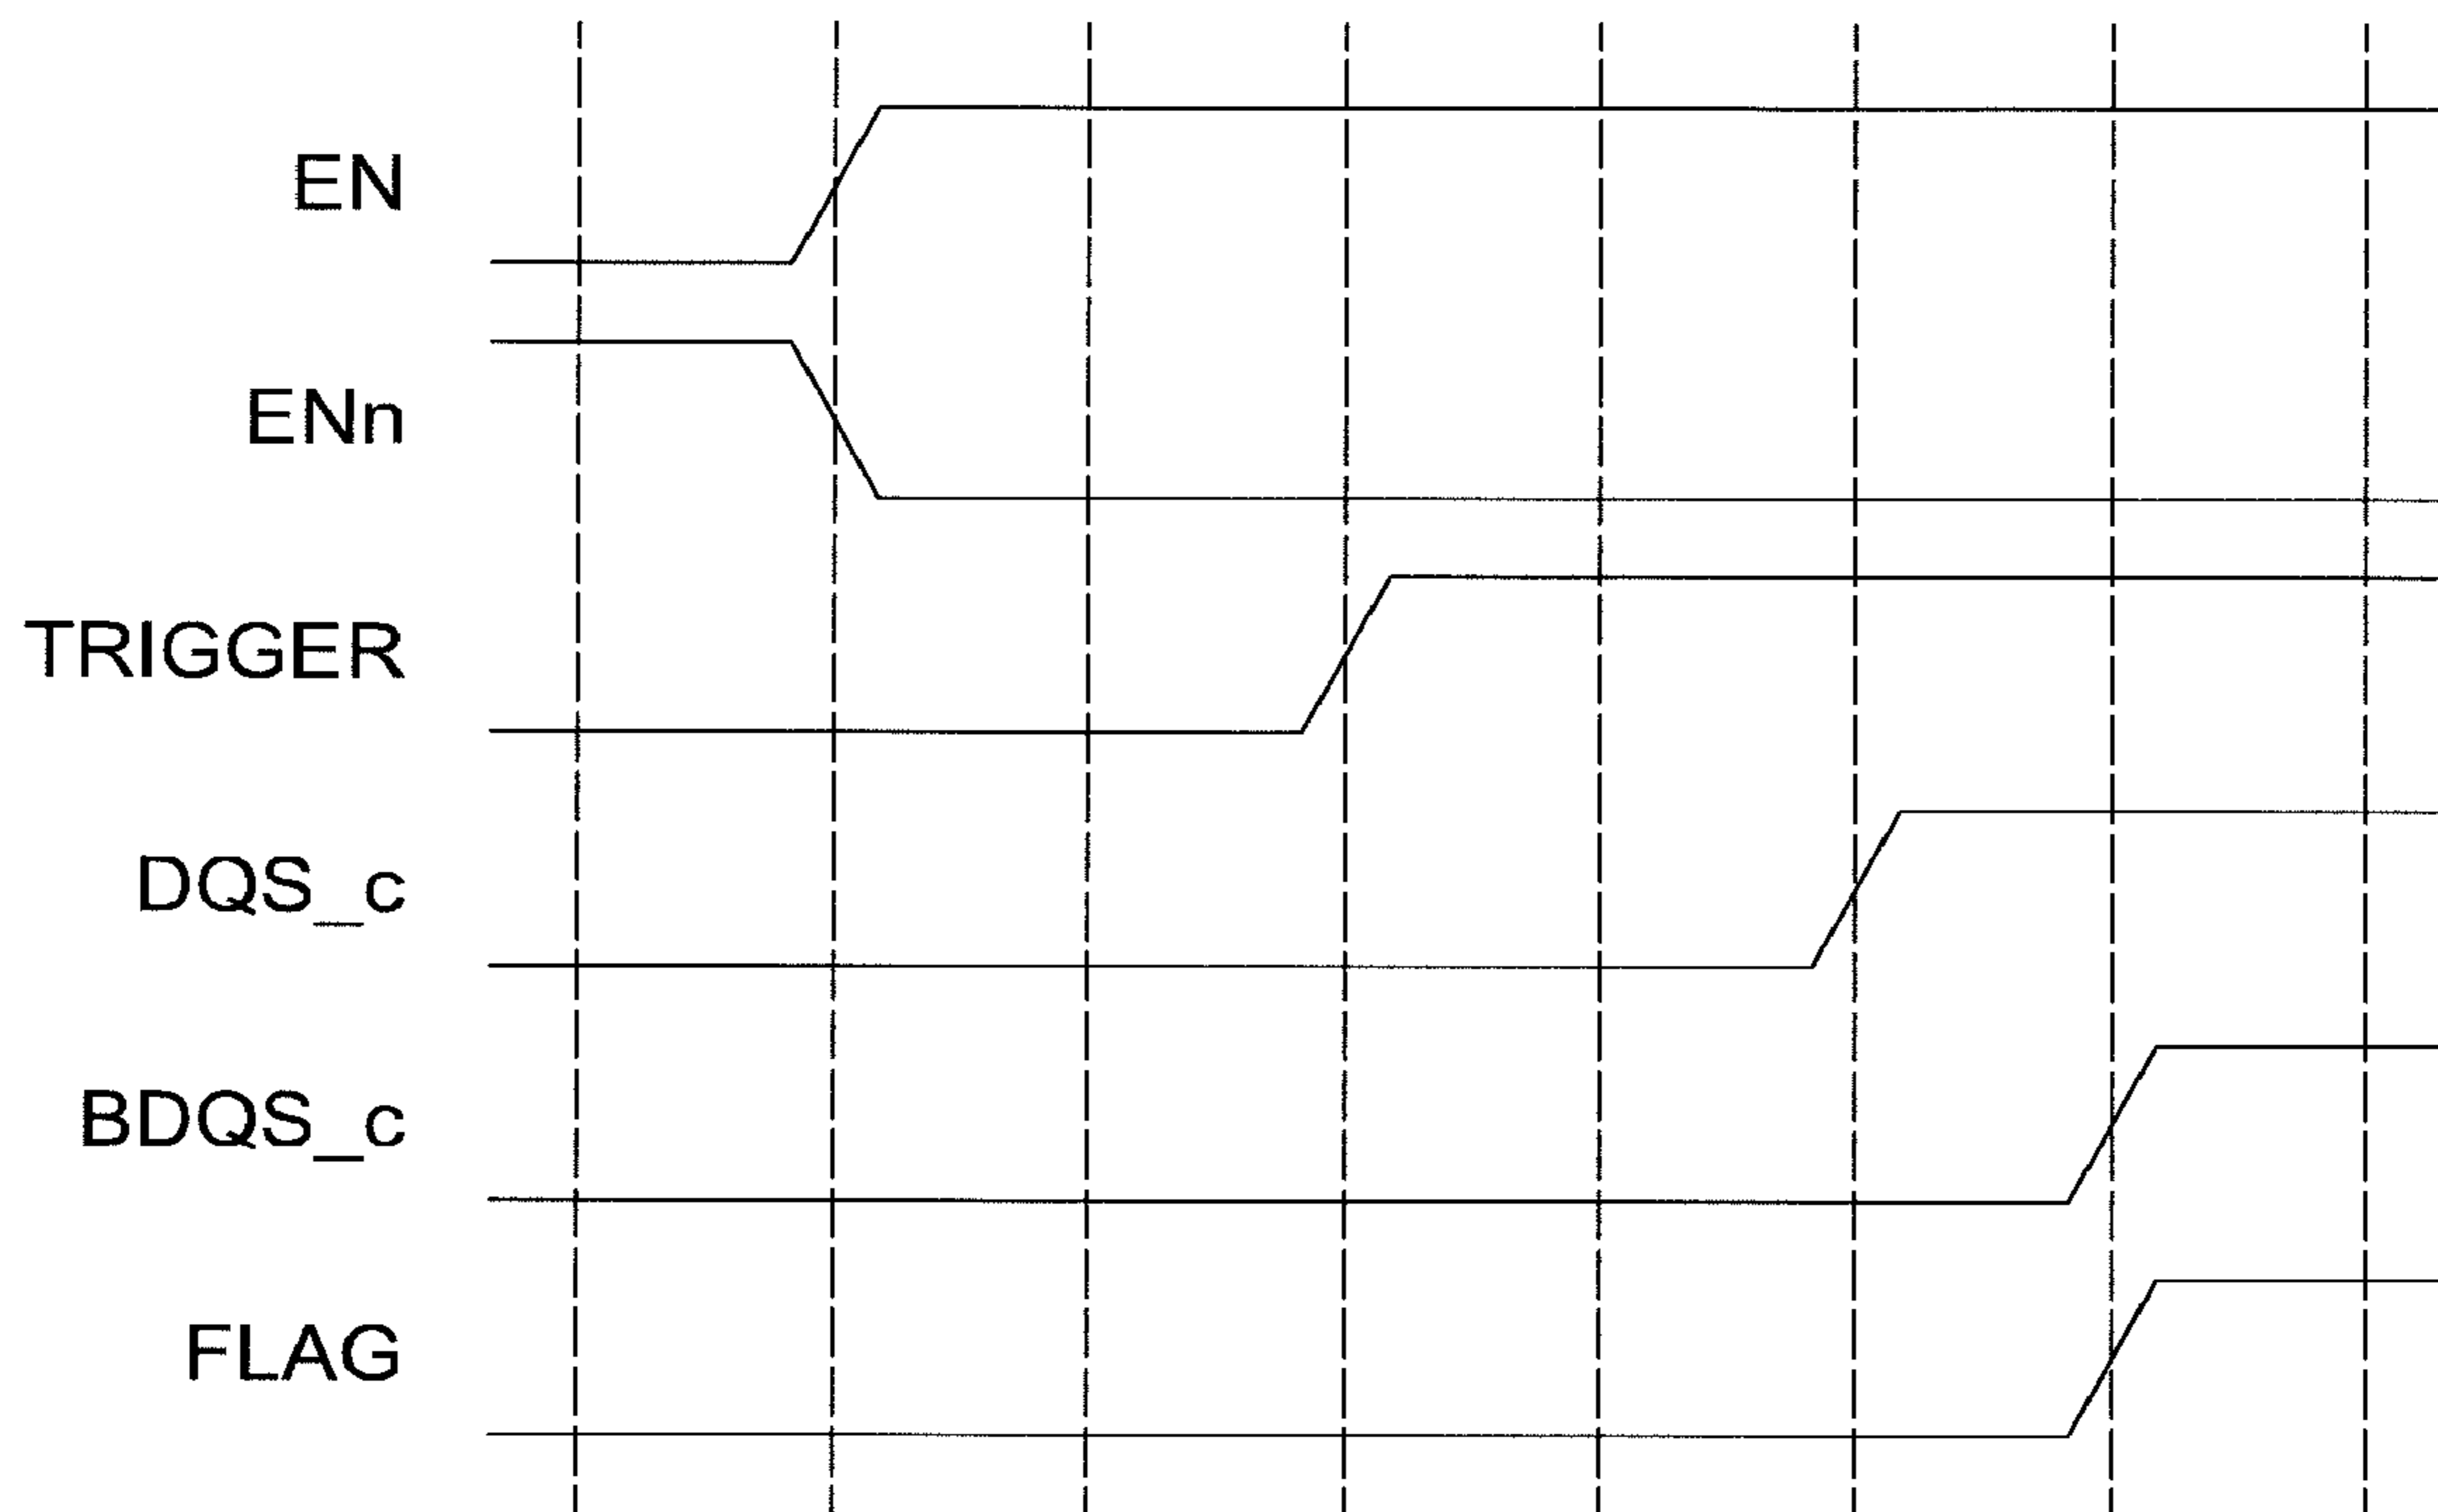 EN
ENn
TRIGGER
DQS_c
BDQS_c
FLAG